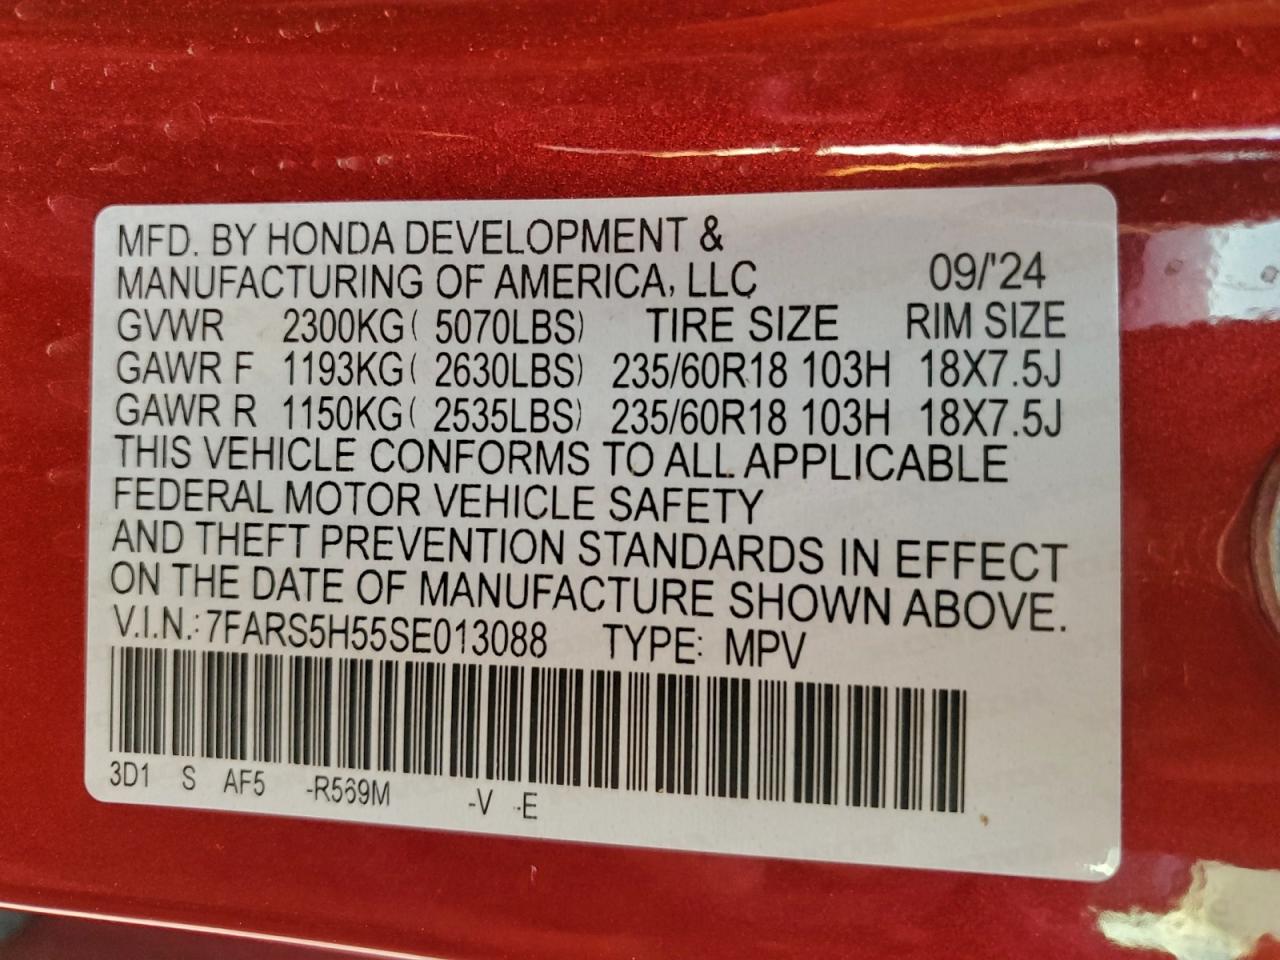 MFD. BY HONDA DEVELOPMENT &
MANUFACTURING OF AMERICA, LLC 09/'24
GVWR 2300KG( 5070LBS) TIRE SIZE RIM SIZE
GAWR F 1193KG( 2630LBS) 235/60R18 103H 18X7.5J
GAWR R 1150KG( 2535LBS) 235/60R18 103H 18X7.5J
THIS VEHICLE CONFORMS TO ALL APPLICABLE
FEDERAL MOTOR VEHICLE SAFETY
AND THEFT PREVENTION STANDARDS IN EFFECT
ON THE DATE OF MANUFACTURE SHOWN ABOVE.
V.I.N.: 7FARS5H55SE013088 TYPE: MPV
3D1 S AF5 -R569M -V -E